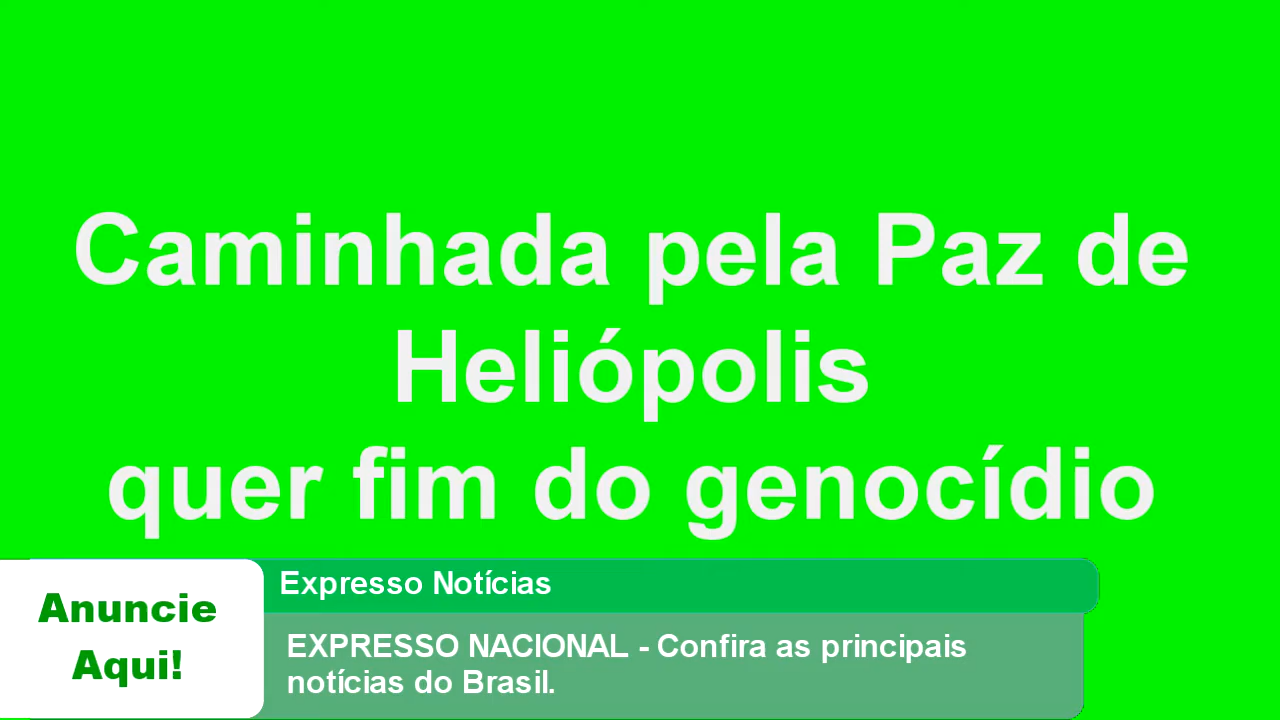 Caminhada pela Paz de
Heliópolis
quer fim do genocídio
Anuncie
Aqui!
Expresso Notícias
EXPRESSO NACIONAL - Confira as principais
notícias do Brasil.